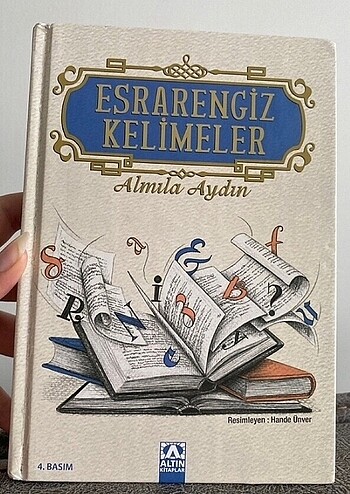 ESRARENGİZ
KELİMELER
Almıla Aydın
Resimleyen : Hande Ünver
ALTIN
KİTAPLAR
4. BASIM